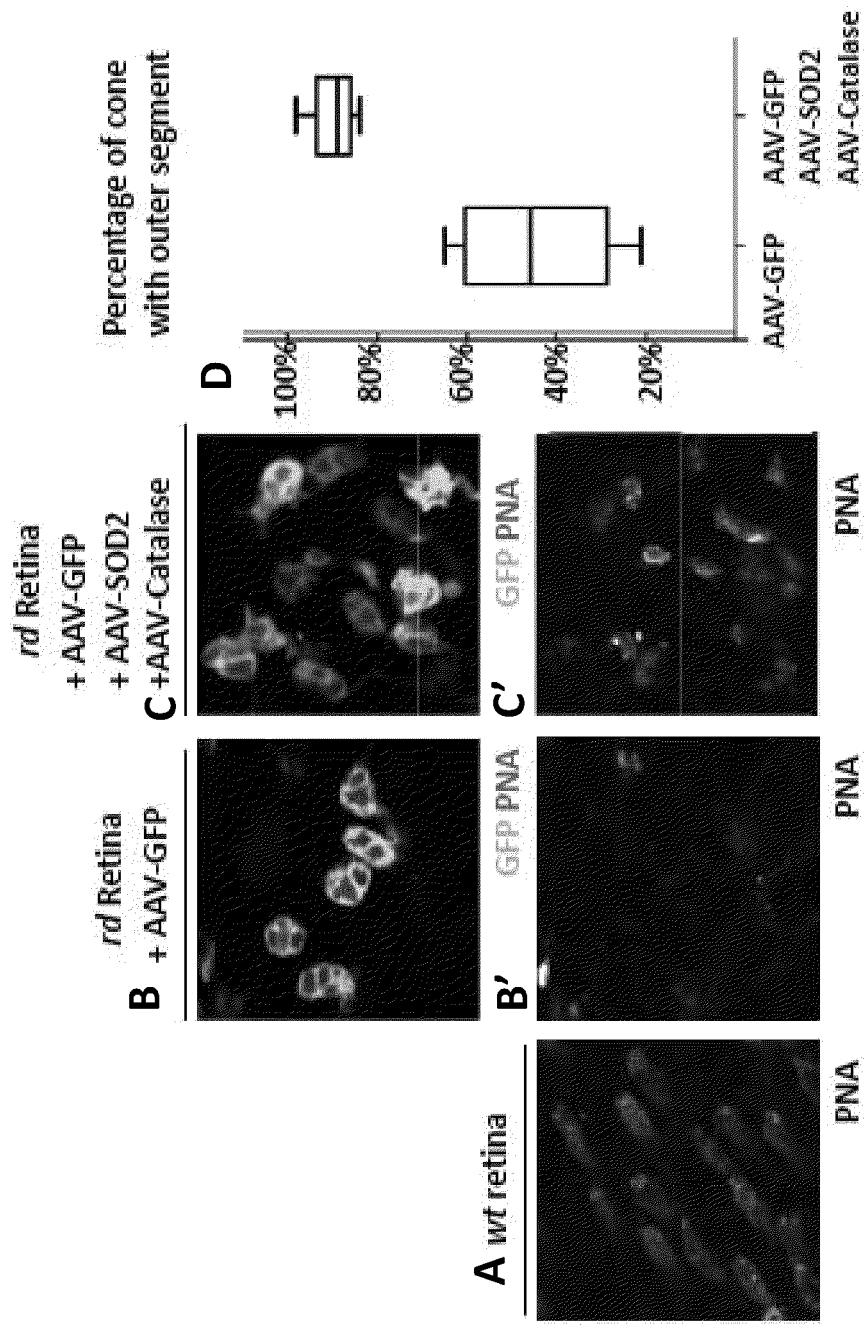 A wt retina
PNA
rd Retina
+ AAV-GFP
B
GFP PNA
B'
PNA
rd Retina
+ AAV-GFP
+ AAV-SOD2
+AAV-Catalase
C
GFP PNA
C'
PNA
D
Percentage of cone
with outer segment
100%
80%
60%
40%
20%
AAV-GFP
AAV-GFP
AAV-SOD2
AAV-Catalase